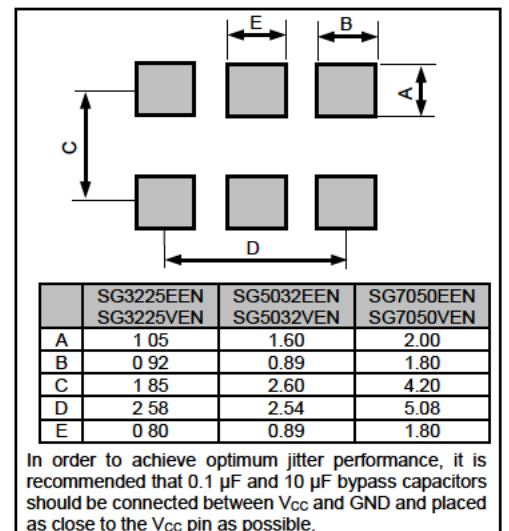 E B
A
C
D
SG3225EEN SG5032EEN SG7050EEN
SG3225VEN SG5032VEN SG7050VEN
A 1 05 1.60 2.00
B 0 92 0.89 1.80
C 1 85 2.60 4.20
D 2 58 2.54 5.08
E 0 80 0.89 1.80
In order to achieve optimum jitter performance, it is
recommended that 0.1 µF and 10 µF bypass capacitors
should be connected between VCC and GND and placed
as close to the VCC pin as possible.